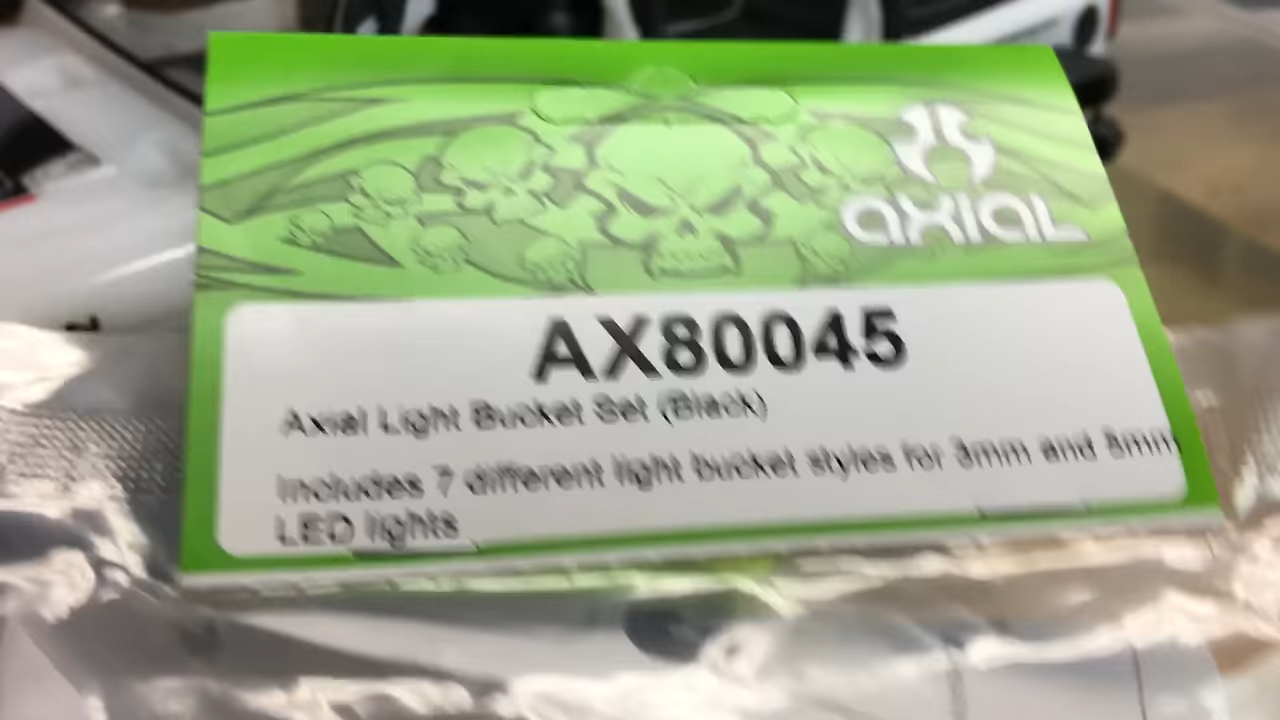 AXIAL
AX80045
Axial Light Bucket Set (Black)
Includes 7 different light bucket styles for 3mm and 5mm
LED lights